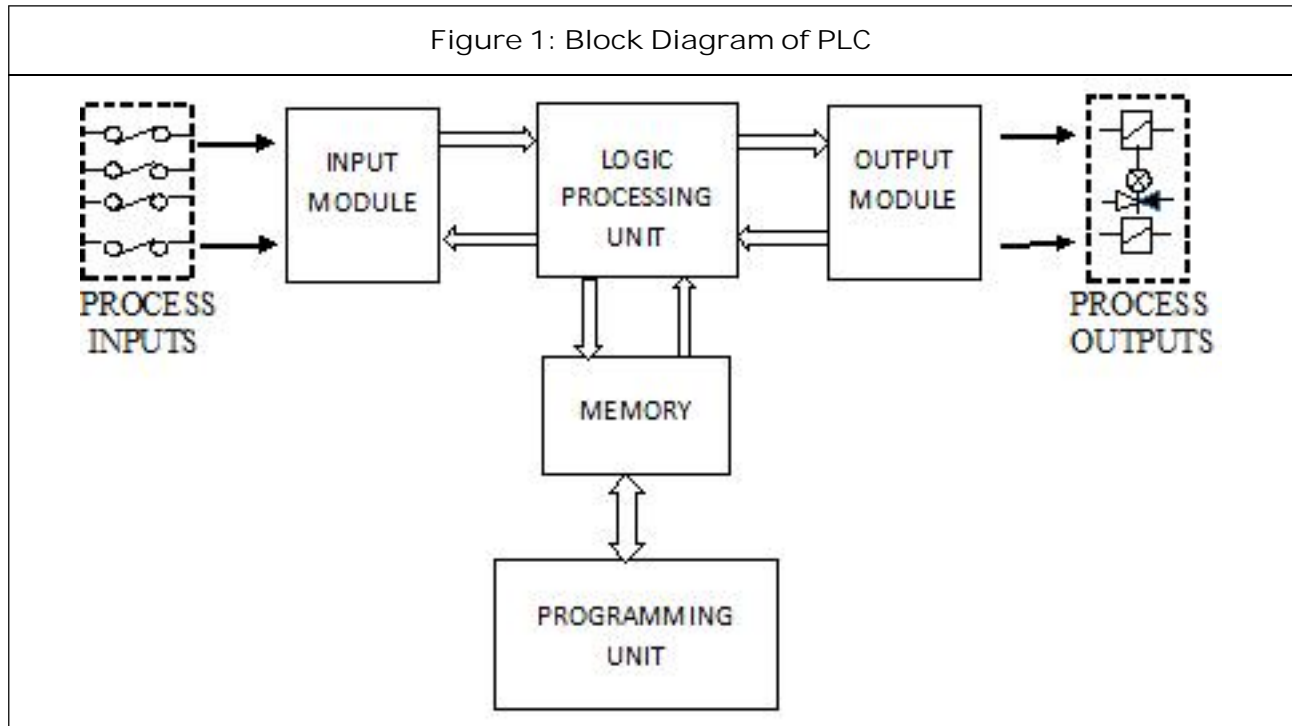 Figure 1: Block Diagram of PLC
INPUT
MODULE
LOGIC
PROCESSING
UNIT
OUTPUT
MODULE
PROCESS
INPUTS
PROCESS
OUTPUTS
MEMORY
PROGRAMMING
UNIT